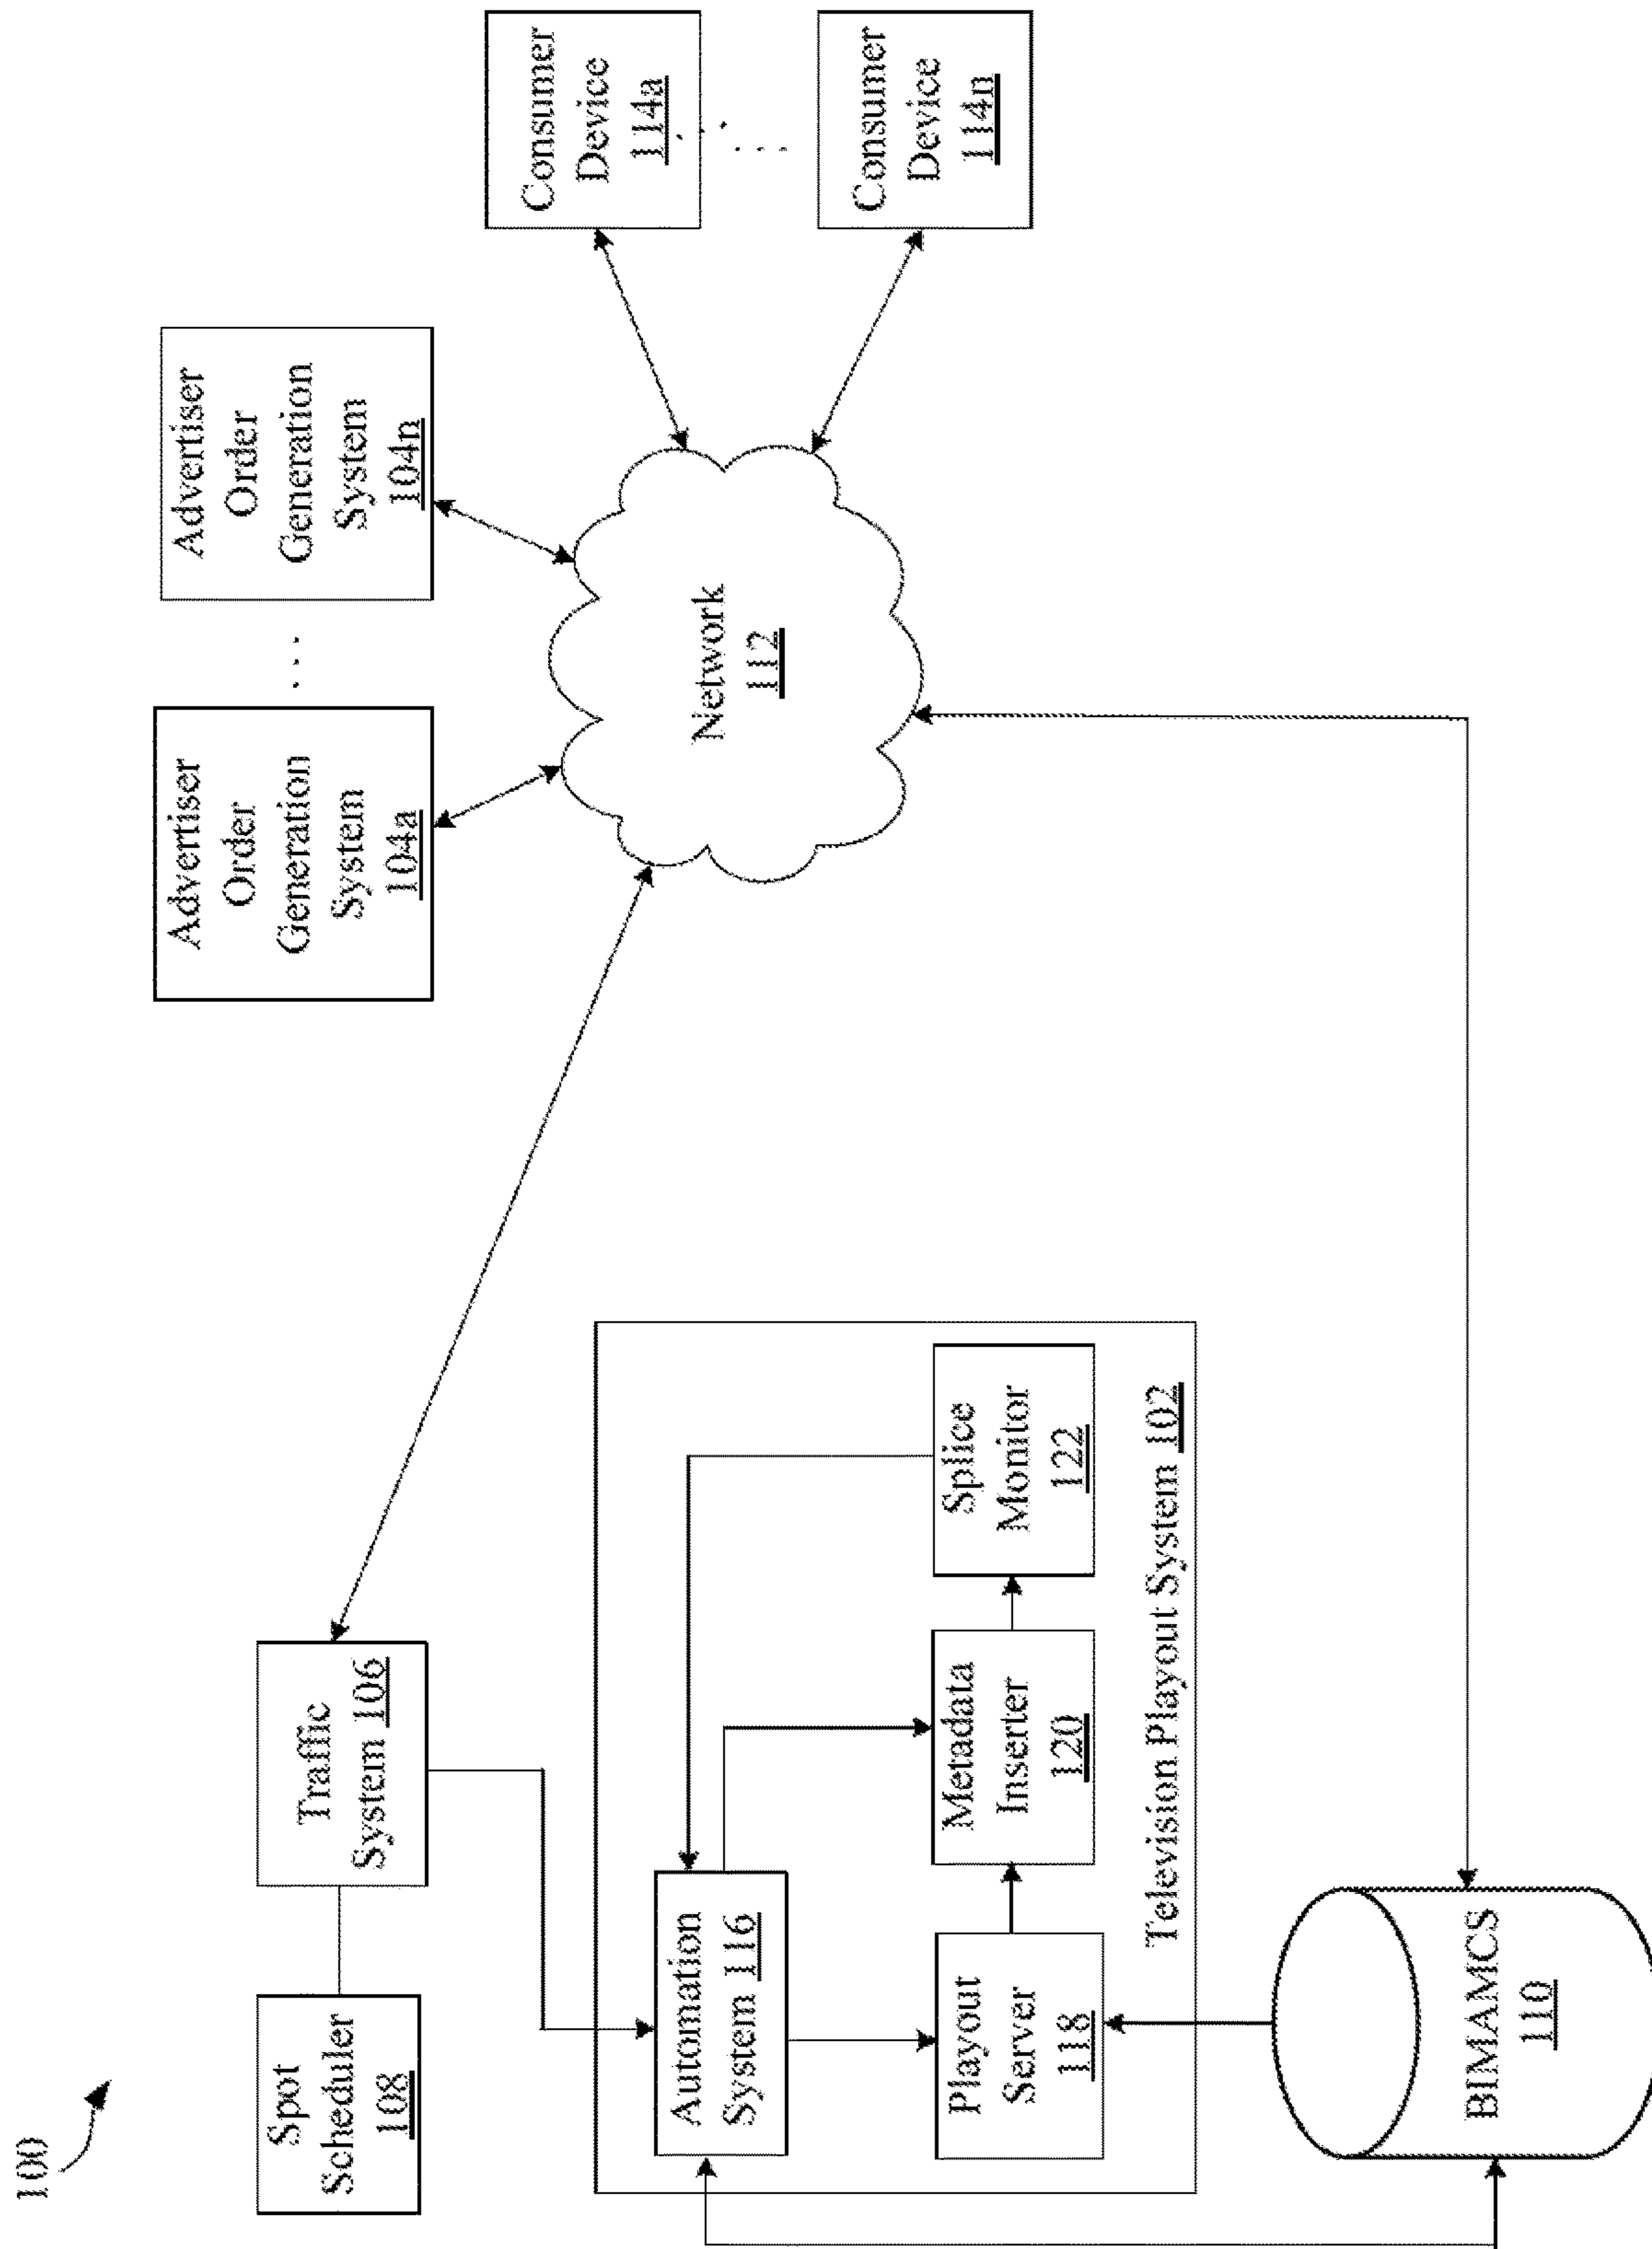 100
Spot
Scheduler
108
Traffic
System 106
Advertiser
Order
Generation
System
104a
. . .
Advertiser
Order
Generation
System
104n
Network
112
Consumer
Device
114a
Consumer
Device
114n
Automation
System 116
Playout
Server
118
Metadata
Inserter
120
Splice
Monitor
122
Television Playout System 102
BIMAMCS
110